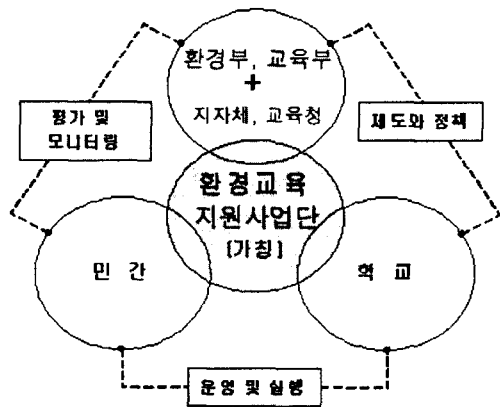 환경부, 교육부
+
지자체, 교육청
평가 및
모니터링
제도와 정책
환경교육
지원사업단
(가칭)
민 간
학 교
운영 및 실행